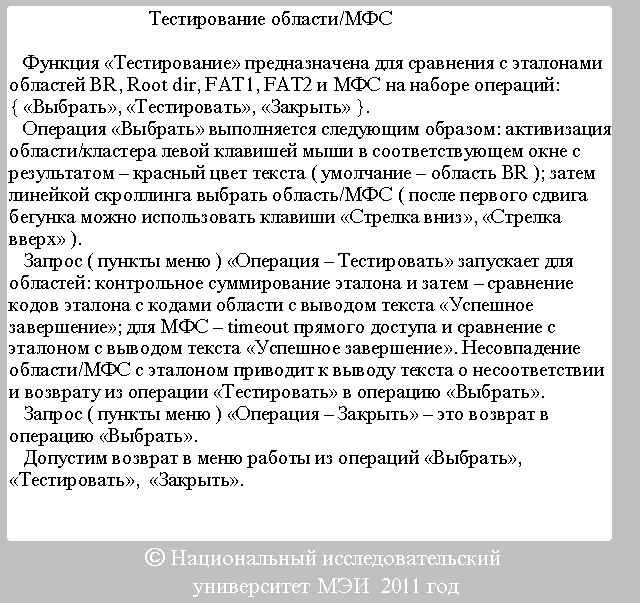 Тестирование области/МФС
Функция «Тестирование» предназначена для сравнения с эталонами
областей BR, Root dir, FAT1, FAT2 и МФС на наборе операций:
{ «Выбрать», «Тестировать», «Закрыть» }.
Операция «Выбрать» выполняется следующим образом: активизация
области/кластера левой клавишей мыши в соответствующем окне с
результатом – красный цвет текста ( умолчание – область BR ); затем
линейкой скроллинга выбрать область/МФС ( после первого сдвига
бегунка можно использовать клавиши «Стрелка вниз», «Стрелка
вверх» ).
Запрос ( пункты меню ) «Операция – Тестировать» запускает для
областей: контрольное суммирование эталона и затем – сравнение
кодов эталона с кодами области с выводом текста «Успешное
завершение»; для МФС – timeout прямого доступа и сравнение с
эталоном с выводом текста «Успешное завершение». Несовпадение
области/МФС с эталоном приводит к выводу текста о несоответствии
и возврату из операции «Тестировать» в операцию «Выбрать».
Запрос ( пункты меню ) «Операция – Закрыть» – это возврат в
операцию «Выбрать».
Допустим возврат в меню работы из операций «Выбрать»,
«Тестировать», «Закрыть».
© Национальный исследовательский
университет МЭИ 2011 год